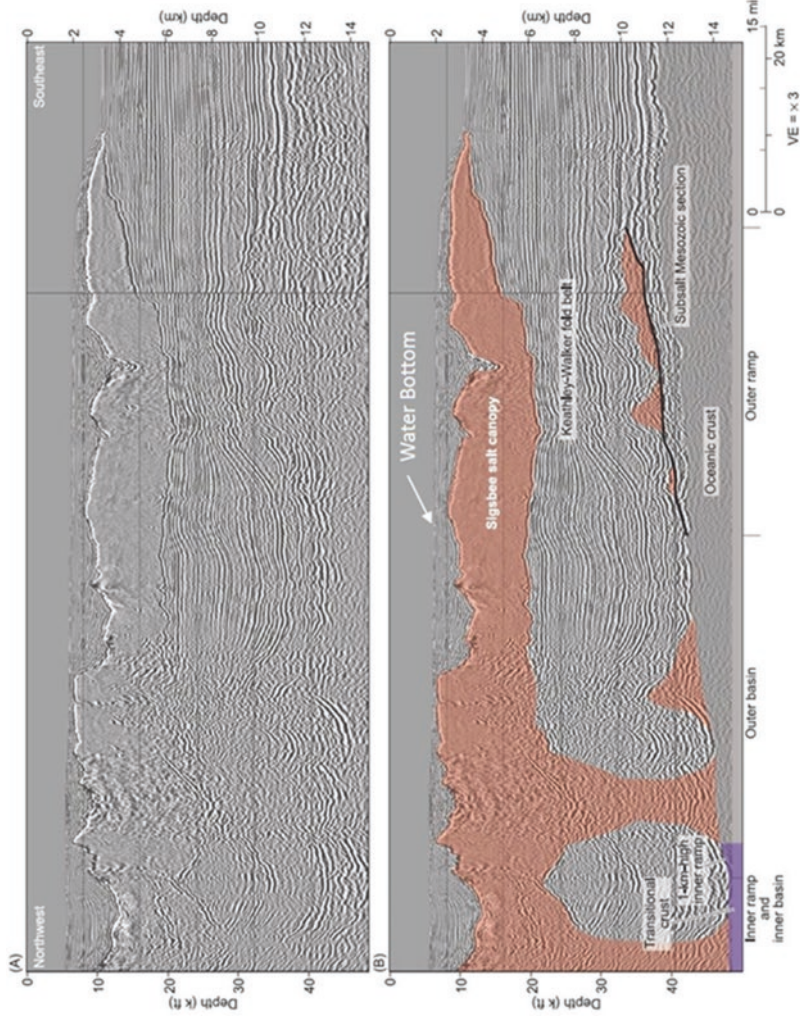 (A)
Northwest
Southeast
0
10
20
30
40
Depth (k ft)
0
2
4
6
8
10
12
14
Depth (km)
(B)
Water Bottom
Sigsbee salt canopy
Keathley-Walker fold belt
Subsalt Mesozoic section
Oceanic crust
Transitional
crust
1-km-high
inner ramp
0
10
20
30
40
Depth (k ft)
0
2
4
6
8
10
12
14
Depth (km)
Inner ramp
and
inner basin
Outer basin
Outer ramp
0
15 mi
0
20 km
VE = × 3